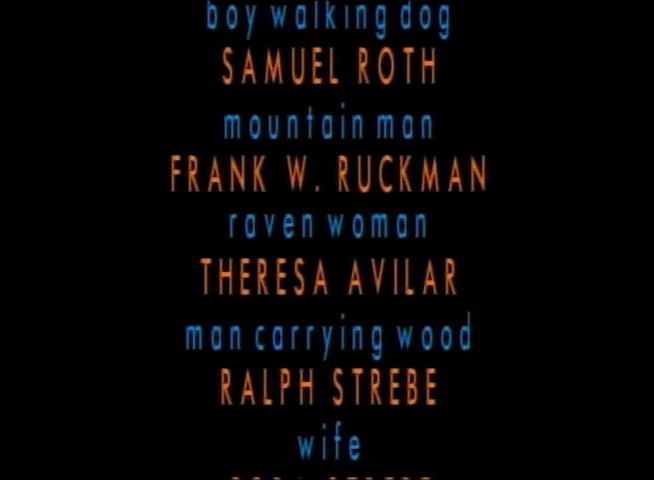 boy walking dog
SAMUEL ROTH
mountain man
FRANK W. RUCKMAN
raven woman
THERESA AVILAR
man carrying wood
RALPH STREBE
wife